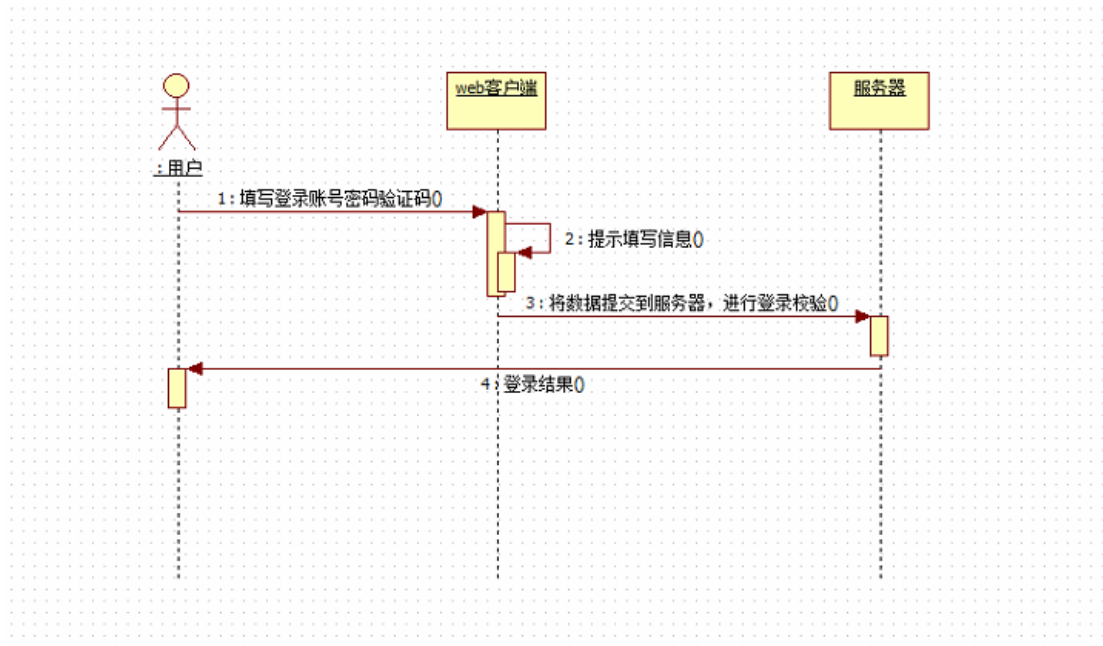 web客户端
服务器
:用户
1:填写登录账号密码验证码()
2:提示填写信息()
3:将数据提交到服务器，进行登录校验()
4:登录结果()